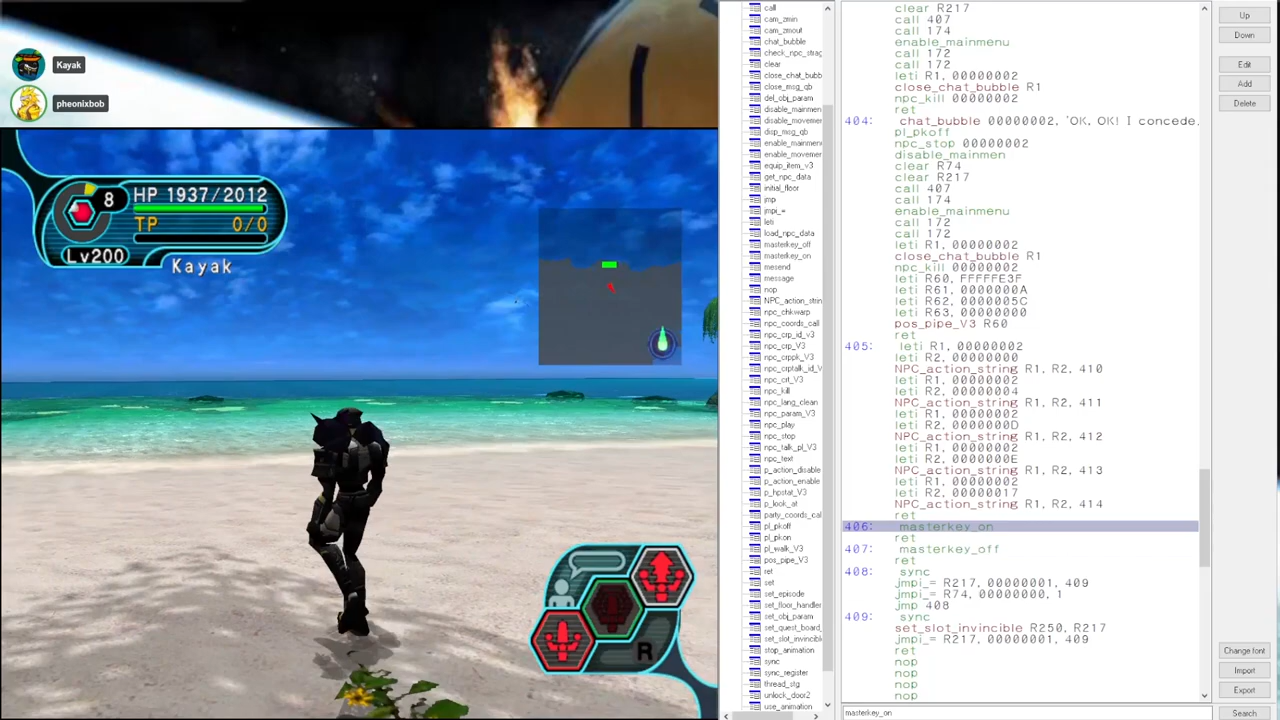 Kayak
pheonixbob
8
HP 1937/2012
TP 0/0
Lv200
Kayak
R
call
cam_zmin
cam_zmout
chat_bubble
check_npc_strag
clear
close_chat_bubb
close_msg_qb
del_obj_param
disable_mainmen
disable_movemer
disp_msg_qb
enable_mainmenu
enable_movemer
equip_item_v3
get_npc_data
initial_floor
jmp
jmpi_=
leti
load_npc_data
masterkey_off
masterkey_on
mesend
message
nop
NPC_action_strin
npc_chkwarp
npc_coords_call
npc_crp_id_v3
npc_crp_V3
npc_crppk_V3
npc_crptalk_id_V
npc_crt_V3
npc_kill
npc_lang_clean
npc_param_V3
npc_play
npc_stop
npc_talk_pl_V3
npc_text
p_action_disable
p_action_enable
p_hpstat_V3
p_look_at
party_coords_cal
pl_pkoff
pl_pkon
pl_walk_V3
pos_pipe_V3
ret
set
set_episode
set_floor_handler
set_obj_param
set_quest_board_
set_slot_invincibl
stop_animation
sync
sync_register
thread_stg
unlock_door2
use_animation
clear R217
call 407
call 174
enable_mainmenu
call 172
call 172
leti R1, 00000002
close_chat_bubble R1
npc_kill 00000002
ret
404: chat_bubble 00000002, 'OK, OK! I concede
pl_pkoff
npc_stop 00000002
disable_mainmen
clear R74
clear R217
call 407
call 174
enable_mainmenu
call 172
call 172
leti R1, 00000002
close_chat_bubble R1
npc_kill 00000002
leti R60, FFFFFE3F
leti R61, 0000000A
leti R62, 0000005F
leti R63, 00000000
pos_pipe_V3 R60
ret
405: leti R1, 00000002
leti R2, 00000001
NPC_action_string R1, R2, 410
leti R1, 00000002
leti R2, 00000004
NPC_action_string R1, R2, 411
leti R1, 00000002
NPC_action_string R1, R2, 412
leti R1, 00000002
leti R2, 0000000E
NPC_action_string R1, R2, 413
leti R1, 00000002
leti R2, 00000017
NPC_action_string R1, R2, 414
ret
406: masterkey_on
ret
407: masterkey_off
ret
408: sync
jmpi_= R217, 00000001, 409
jmpi_= R74, 00000000, 1
jmp 408
409: sync
set_slot_invincible R250, R217
jmpi_= R217, 00000001, 409
ret
nop
nop
nop
nop
masterkey_on
Up
Down
Edit
Add
Delete
Change font
Import
Export
Search